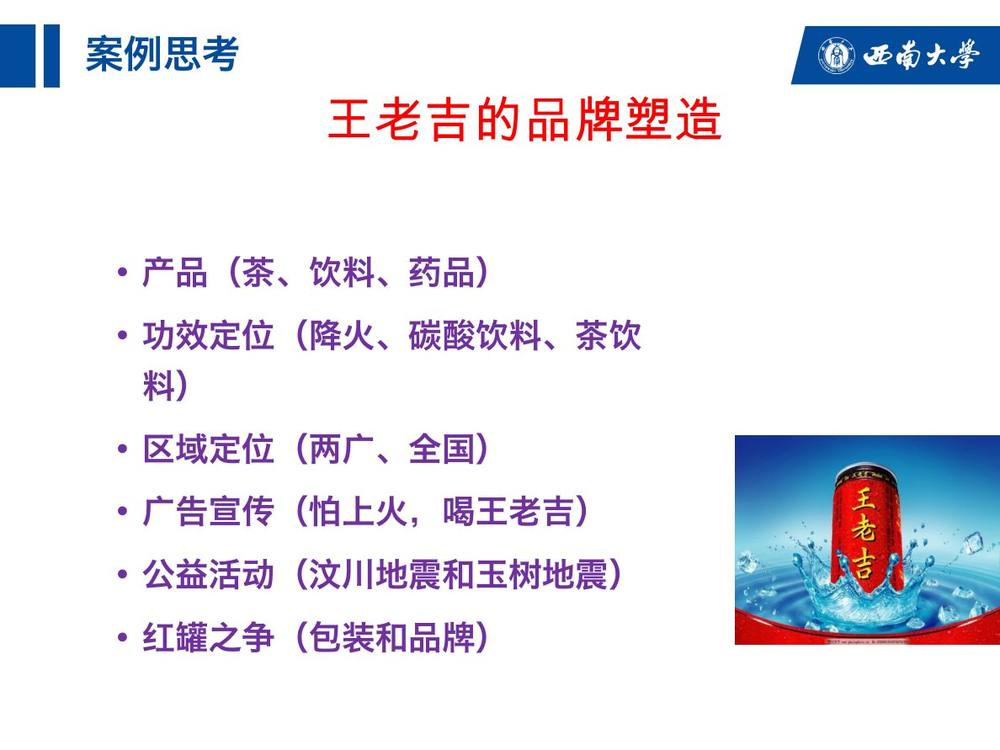 案例思考
西南大学
王老吉的品牌塑造
• 产品（茶、饮料、药品）
• 功效定位（降火、碳酸饮料、茶饮
料）
• 区域定位（两广、全国）
• 广告宣传（怕上火，喝王老吉）
• 公益活动（汶川地震和玉树地震）
• 红罐之争（包装和品牌）
王老吉